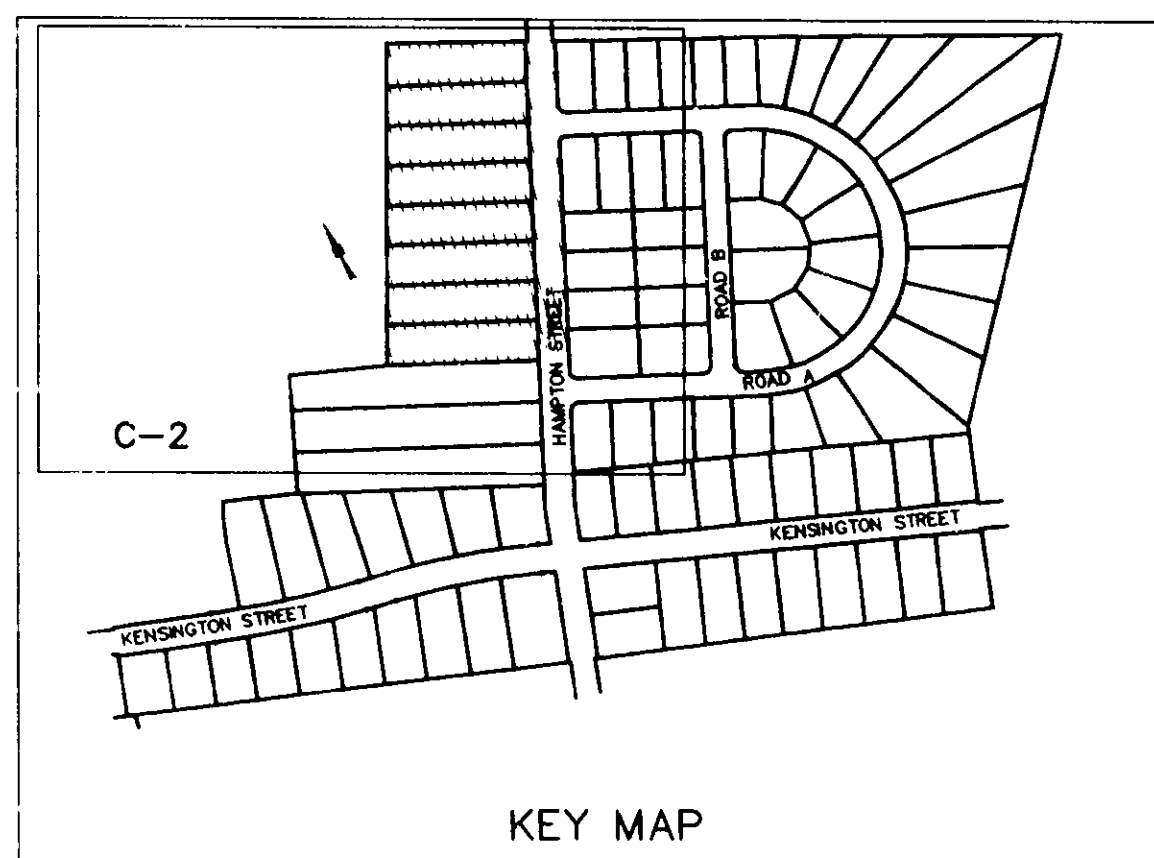 ROAD B
HAMPTON STREET
ROAD A
C-2
KENSINGTON STREET
KENSINGTON STREET
KEY MAP